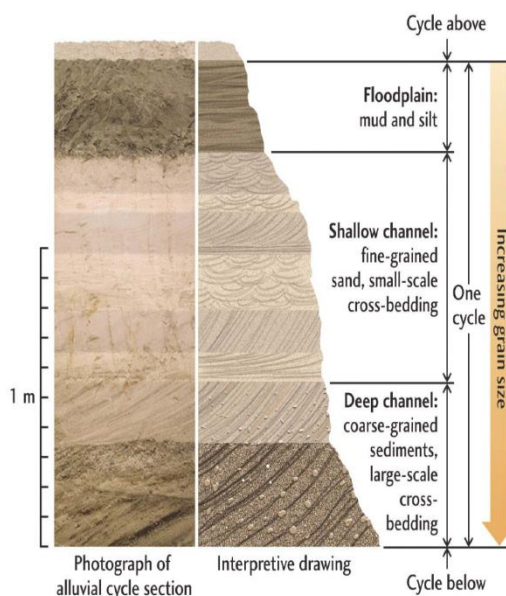 Cycle above
Floodplain:
mud and silt
Shallow channel:
fine-grained
sand, small-scale
cross-bedding
One
cycle
Increasing grain size
1 m
Deep channel:
coarse-grained
sediments,
large-scale
cross-
bedding
Photograph of
alluvial cycle section
Interpretive drawing
Cycle below